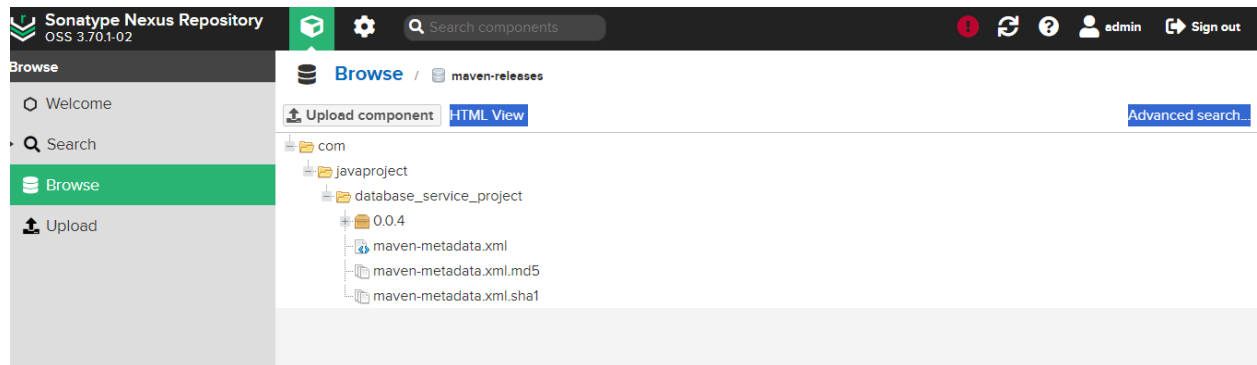 Sonatype Nexus Repository
OSS 3.70.1-02
Search components
admin
Sign out
Browse
Welcome
Search
Browse
Upload
Browse / maven-releases
Upload component
HTML View
Advanced search...
com
javaproject
database_service_project
0.0.4
maven-metadata.xml
maven-metadata.xml.md5
maven-metadata.xml.sha1